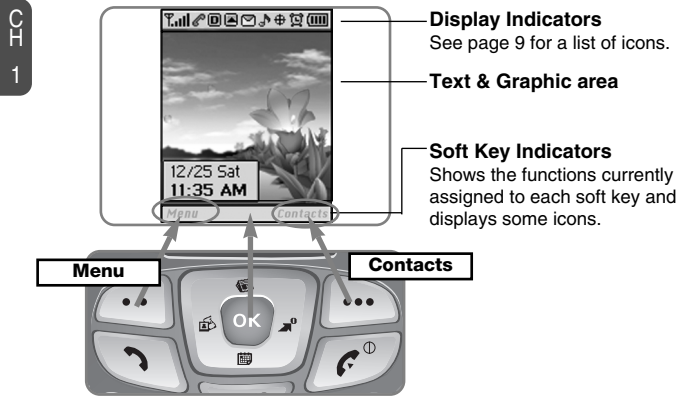 CH
1
Display Indicators
See page 9 for a list of icons.
Text & Graphic area
Soft Key Indicators
Shows the functions currently
assigned to each soft key and
displays some icons.
12/25 Sat
11:35 AM
Menu
Contacts
Menu
Contacts
OK